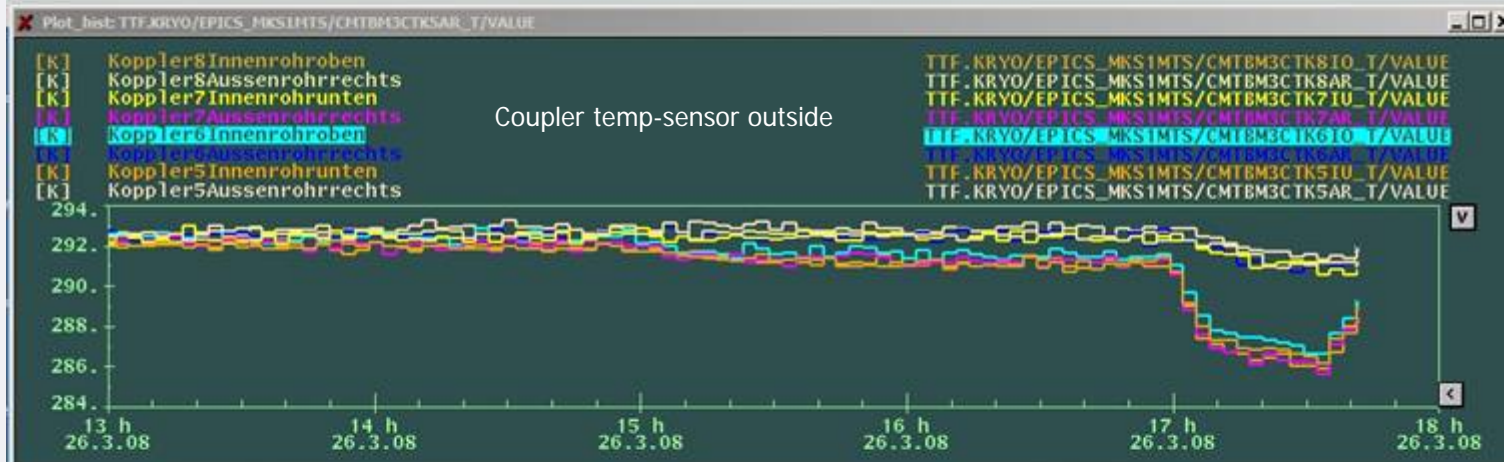 Plot_hist: TTF.KRYO/EPICS_MKS1MTS/CMTBM3CTK5AR_T/VALUE
[K] Koppler8Innenrohroben TTF.KRYO/EPICS_MKS1MTS/CMTBM3CTK8IO_T/VALUE
[K] Koppler8Aussenrohrrechts TTF.KRYO/EPICS_MKS1MTS/CMTBM3CTK8AR_T/VALUE
[K] Koppler7Innenrohrunten TTF.KRYO/EPICS_MKS1MTS/CMTBM3CTK7IU_T/VALUE
[K] Koppler7Aussenrohrrechts TTF.KRYO/EPICS_MKS1MTS/CMTBM3CTK7AR_T/VALUE
Coupler temp-sensor outside
[K] Koppler6Innenrohroben TTF.KRYO/EPICS_MKS1MTS/CMTBM3CTK6IO_T/VALUE
[K] Koppler6Aussenrohrrechts TTF.KRYO/EPICS_MKS1MTS/CMTBM3CTK6AR_T/VALUE
[K] Koppler5Innenrohrunten TTF.KRYO/EPICS_MKS1MTS/CMTBM3CTK5IU_T/VALUE
[K] Koppler5Aussenrohrrechts TTF.KRYO/EPICS_MKS1MTS/CMTBM3CTK5AR_T/VALUE
294.
V
292.
290.
288.
286.
284.
<
13 h 14 h 15 h 16 h 17 h 18 h
26.3.08 26.3.08 26.3.08 26.3.08 26.3.08 26.3.08